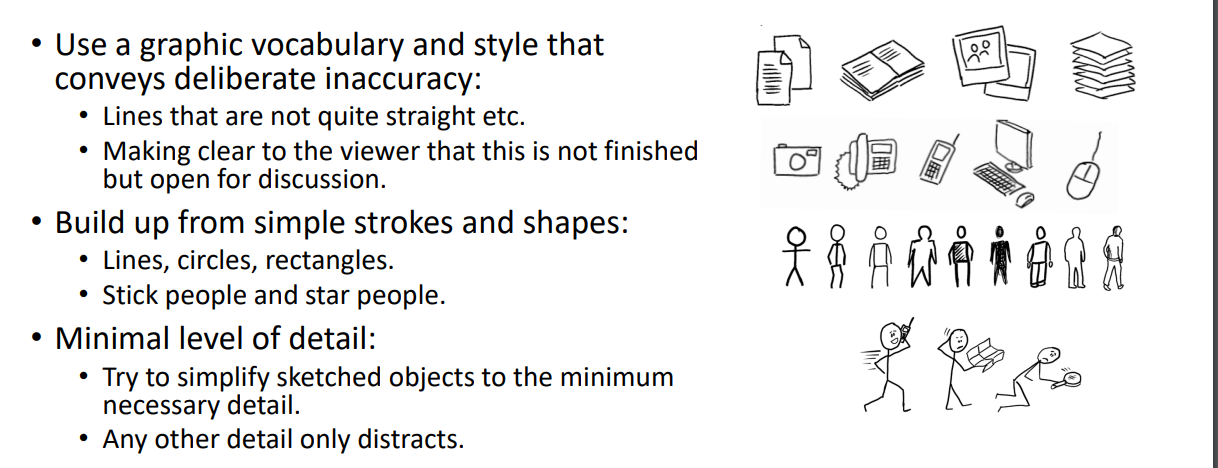 • Use a graphic vocabulary and style that
conveys deliberate inaccuracy:
• Lines that are not quite straight etc.
• Making clear to the viewer that this is not finished
but open for discussion.
• Build up from simple strokes and shapes:
• Lines, circles, rectangles.
• Stick people and star people.
• Minimal level of detail:
• Try to simplify sketched objects to the minimum
necessary detail.
• Any other detail only distracts.